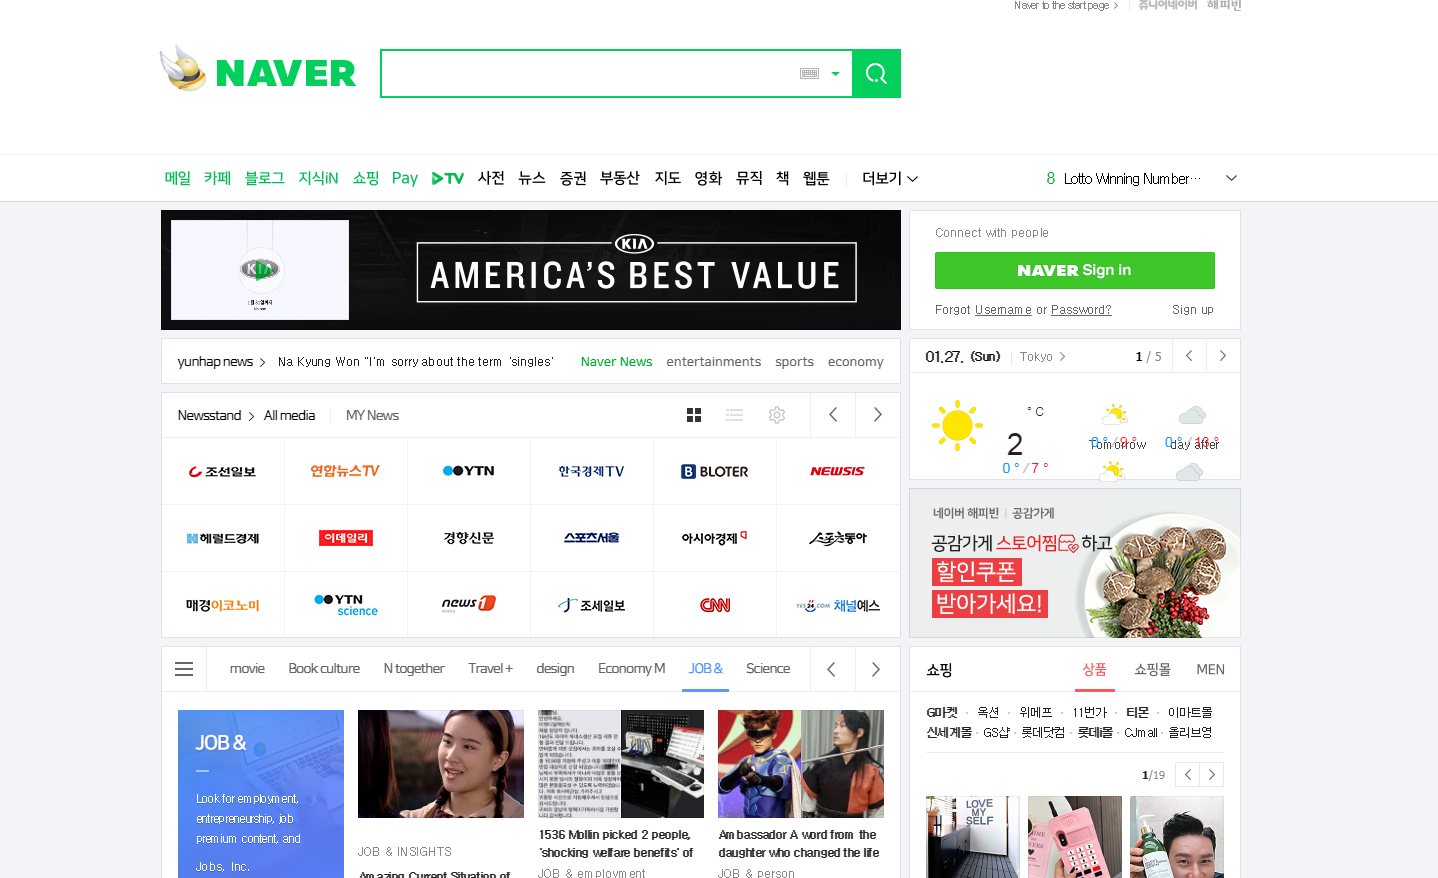 Naver to the start page
쥬니어네이버 해피빈
NAVER
메일 카페 블로그 지식iN 쇼핑 Pay TV 사전 뉴스 증권 부동산 지도 영화 뮤직 책 웹툰 더보기
8 Lotto Winning Number…
KIA
KIA
AMERICA'S BEST VALUE
Connect with people
NAVER Sign in
Forgot Username or Password? Sign up
yunhap news Na Kyung Won "I'm sorry about the term 'singles'
Naver News entertainments sports economy
01.27. (Sun) Tokyo 1 / 5
° C
2
0 ° / 7 °
0 ° / 9 °
Tomorrow
0 ° / 13 °
day after
Newsstand All media MY News
조선일보 연합뉴스TV YTN 한국경제TV BLOTER NEWSIS
헤럴드경제 이데일리 경향신문 스포츠서울 아시아경제 스포츠동아
매경이코노미 YTN science news1 KOREA 조세일보 CNN YES24.COM 채널예스
네이버 해피빈 공감가게
공감가게 스토어찜 하고
할인쿠폰
받아가세요!
movie Book culture N together Travel + design Economy M JOB & Science
JOB &
Look for employment,
entrepreneurship, job
premium content, and
Jobs, Inc.
JOB & INSIGHTS
Amazing Current Situation of
1536 Mollin picked 2 people,
'shocking welfare benefits' of
JOB & employment
Ambassador A word from the
daughter who changed the life
JOB & person
쇼핑 상품 쇼핑몰 MEN
G마켓 · 옥션 · 위메프 · 11번가 · 티몬 · 이마트몰
신세계몰 · GS샵 · 롯데닷컴 · 롯데i몰 · CJmall · 올리브영
1/19
LOVE
MY
SELF